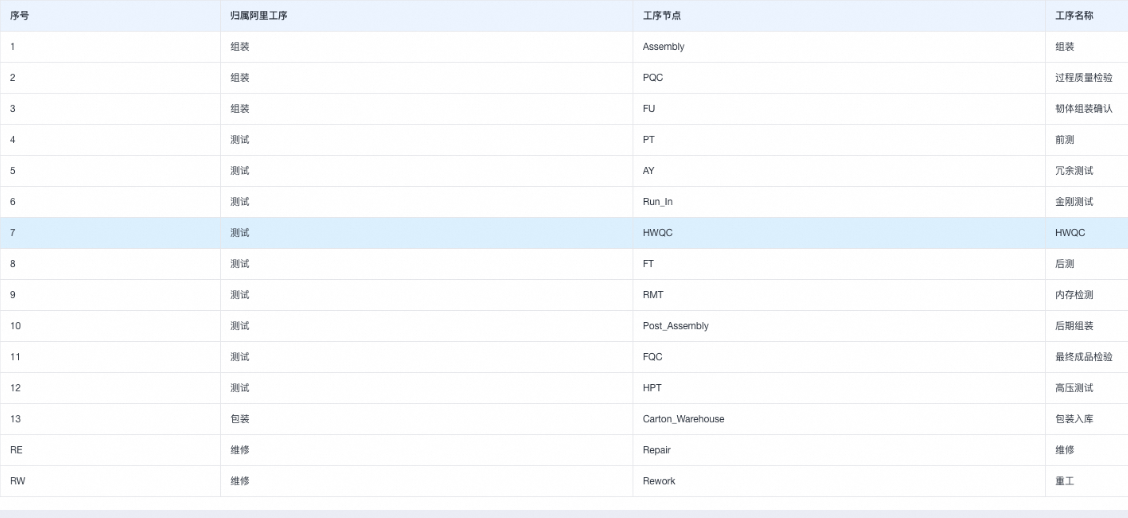 序号 归属阿里工序 工序节点 工序名称
1 组装 Assembly 组装
2 组装 PQC 过程质量检验
3 组装 FU 韧体组装确认
4 测试 PT 前测
5 测试 AY 冗余测试
6 测试 Run_In 金刚测试
7 测试 HWQC HWQC
8 测试 FT 后测
9 测试 RMT 内存检测
10 测试 Post_Assembly 后期组装
11 测试 FQC 最终成品检验
12 测试 HPT 高压测试
13 包装 Carton_Warehouse 包装入库
RE 维修 Repair 维修
RW 维修 Rework 重工